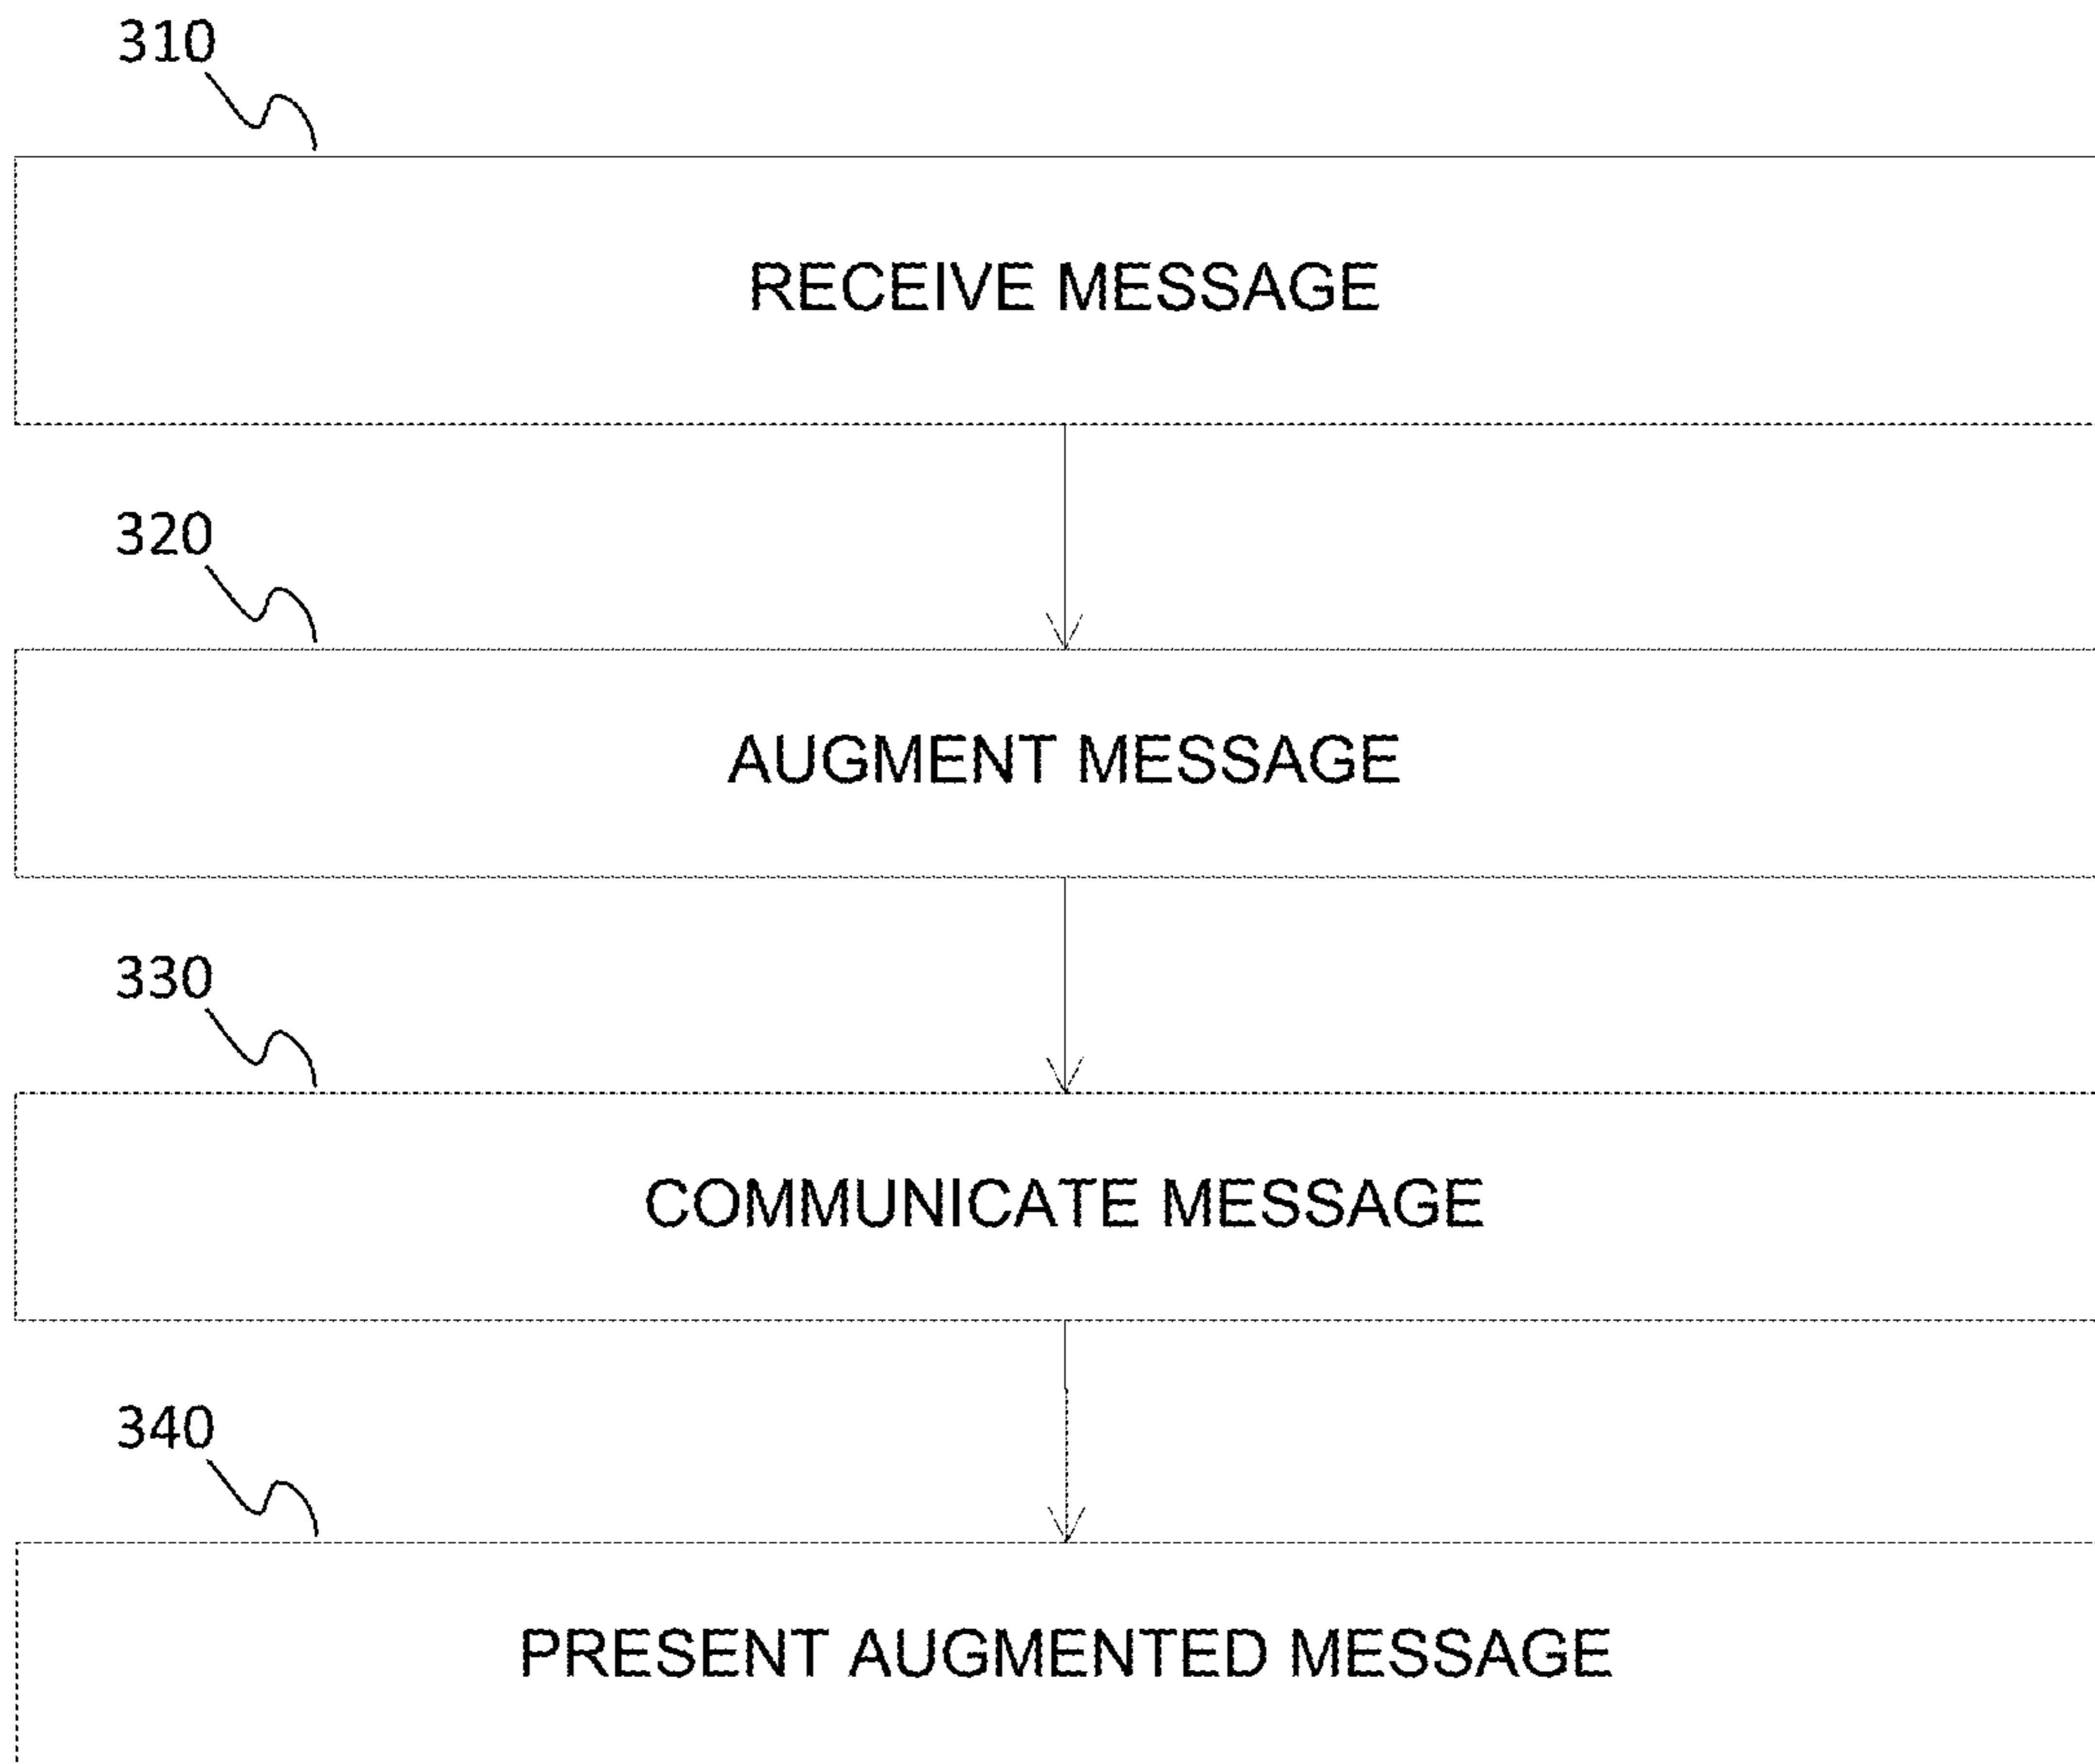 310
RECEIVE MESSAGE
320
AUGMENT MESSAGE
330
COMMUNICATE MESSAGE
340
PRESENT AUGMENTED MESSAGE